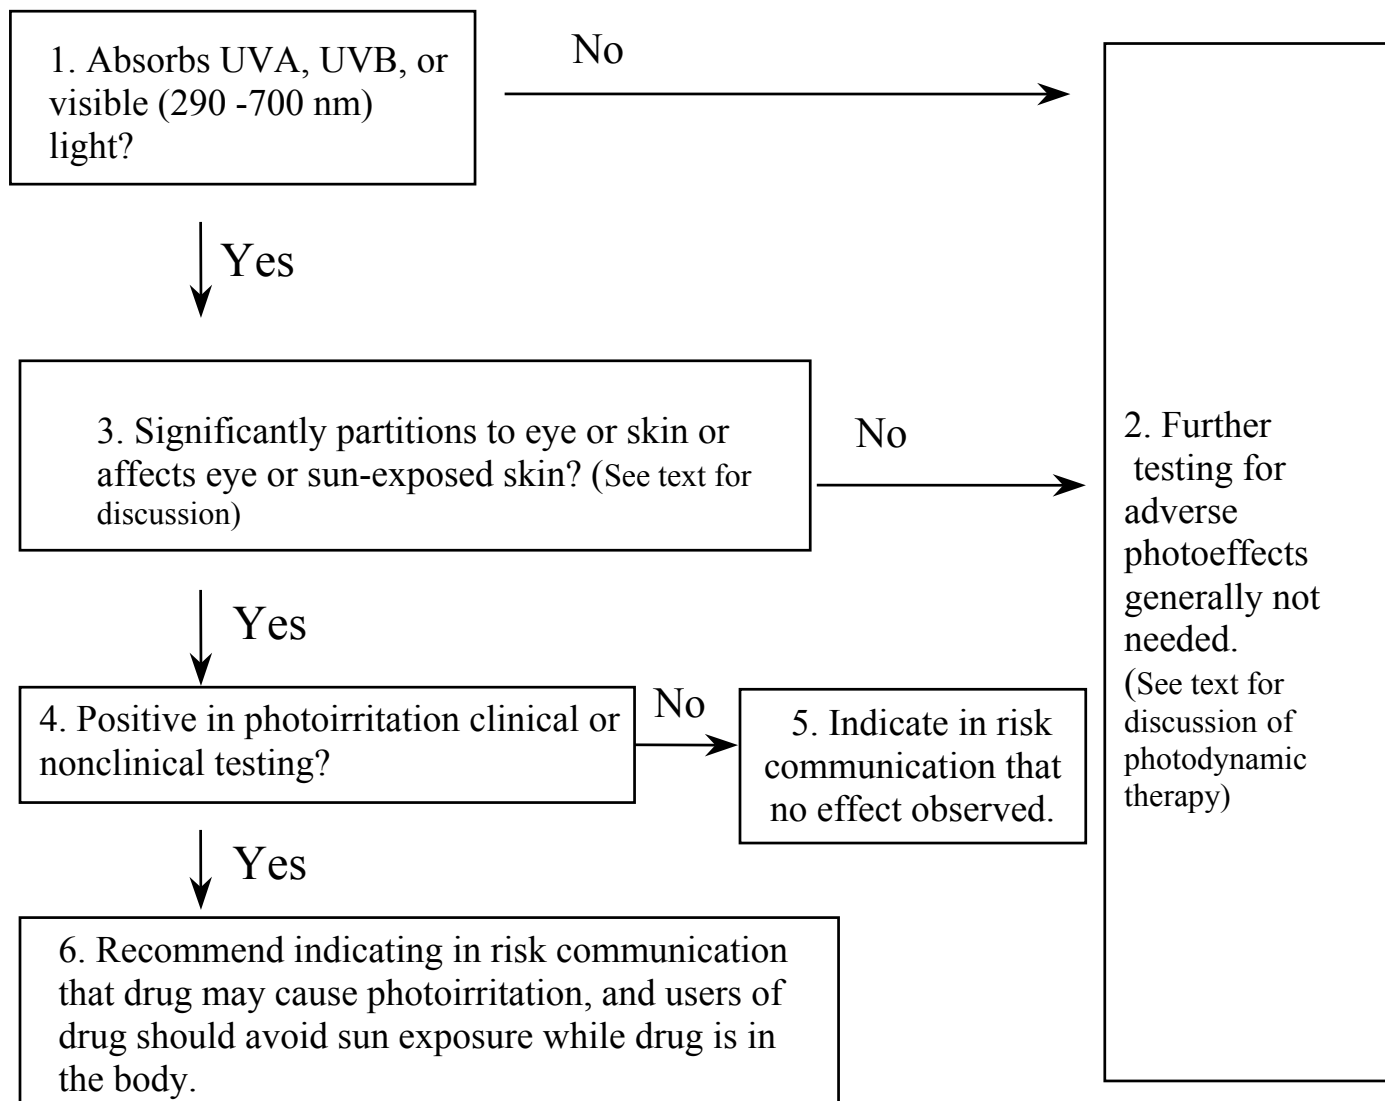 1. Absorbs UVA, UVB, or
visible (290 -700 nm)
light?
No
Yes
3. Significantly partitions to eye or skin or
affects eye or sun-exposed skin? (See text for
discussion)
No
2. Further
testing for
adverse
photoeffects
generally not
needed.
(See text for
discussion of
photodynamic
therapy)
Yes
4. Positive in photoirritation clinical or
nonclinical testing?
No
5. Indicate in risk
communication that
no effect observed.
Yes
6. Recommend indicating in risk communication
that drug may cause photoirritation, and users of
drug should avoid sun exposure while drug is in
the body.